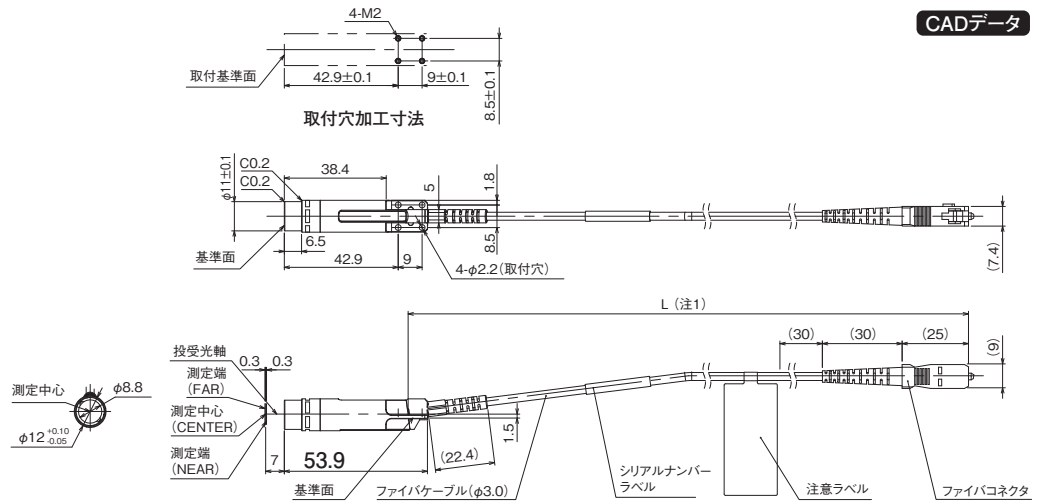 CADデータ
4-M2
取付基準面
42.9±0.1
9±0.1
8.5±0.1
取付穴加工寸法
φ11±0.1
C0.2
C0.2
38.4
5
1.8
基準面
6.5
42.9
9
8.5
4-φ2.2(取付穴)
(7.4)
L (注1)
投受光軸
0.3
0.3
(30)
(30)
(25)
(9)
測定端
(FAR)
測定中心
φ8.8
測定中心
(CENTER)
φ12 +0.10 -0.05
測定端
(NEAR)
7
53.9
(22.4)
1.5
基準面
ファイバケーブル(φ3.0)
シリアルナンバー
ラベル
注意ラベル
ファイバコネクタ